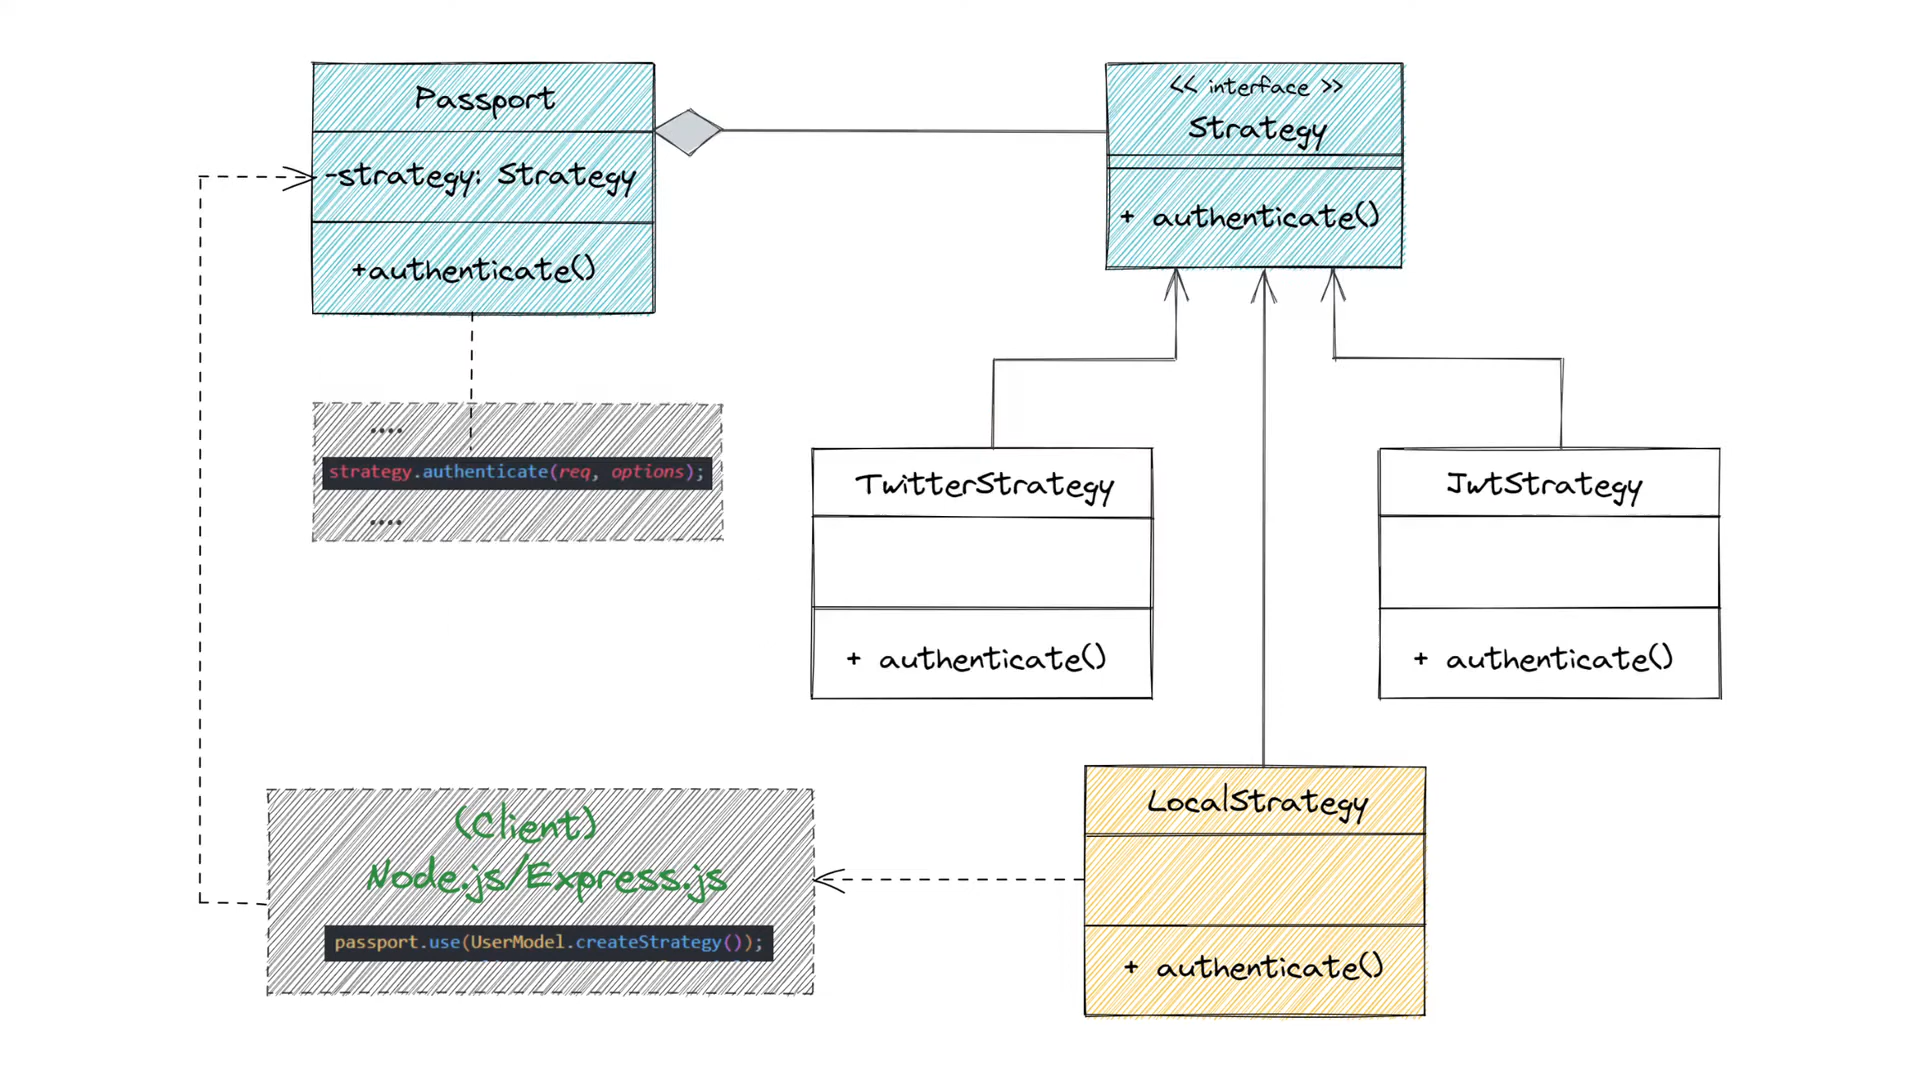 Passport
-strategy: Strategy
+authenticate()
<< interface >>
Strategy
+ authenticate()
....
strategy.authenticate(req, options);
....
TwitterStrategy
+ authenticate()
JwtStrategy
+ authenticate()
(Client)
Node.js/Express.js
passport.use(UserModel.createStrategy());
LocalStrategy
+ authenticate()